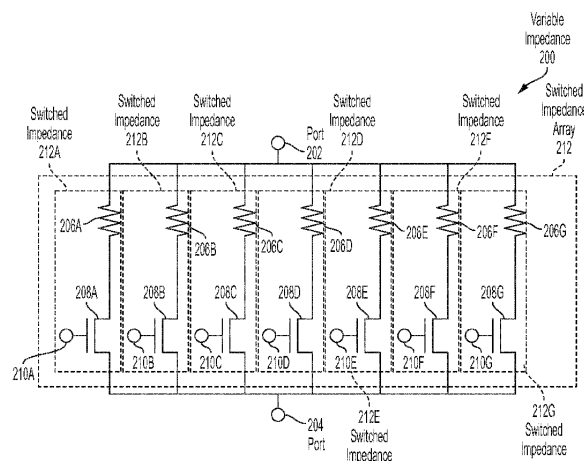 Variable
Impedance
200
Switched
Impedance
Array
212
Switched
Impedance
212A
Switched
Impedance
212B
Switched
Impedance
212C
Port
202
Switched
Impedance
212D
Switched
Impedance
212F
206A
206B
206C
206D
206E
206F
206G
208A
208B
208C
208D
208E
208F
208G
210A
210B
210C
210D
210E
210F
210G
204
Port
212E
Switched
Impedance
212G
Switched
Impedance